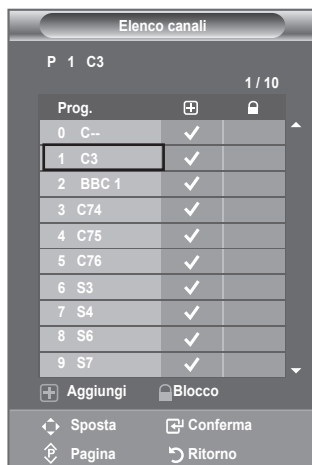 Elenco canali
P 1 C3
1 / 10
Prog.
0 C--
1 C3
2 BBC 1
3 C74
4 C75
5 C76
6 S3
7 S4
8 S6
9 S7
Aggiungi Blocco
Sposta Conferma
Pagina Ritorno